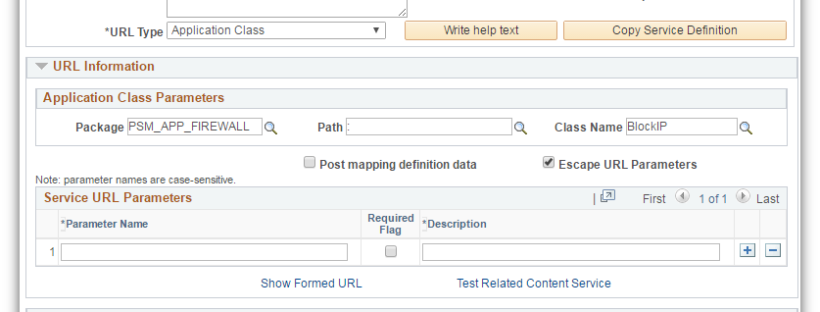 *URL Type Application Class Write help text Copy Service Definition
URL Information
Application Class Parameters
Package PSM_APP_FIREWALL Path : Class Name BlockIP
Post mapping definition data Escape URL Parameters
Note: parameter names are case-sensitive.
Service URL Parameters | First 1 of 1 Last
*Parameter Name Required Flag *Description
1
Show Formed URL Test Related Content Service